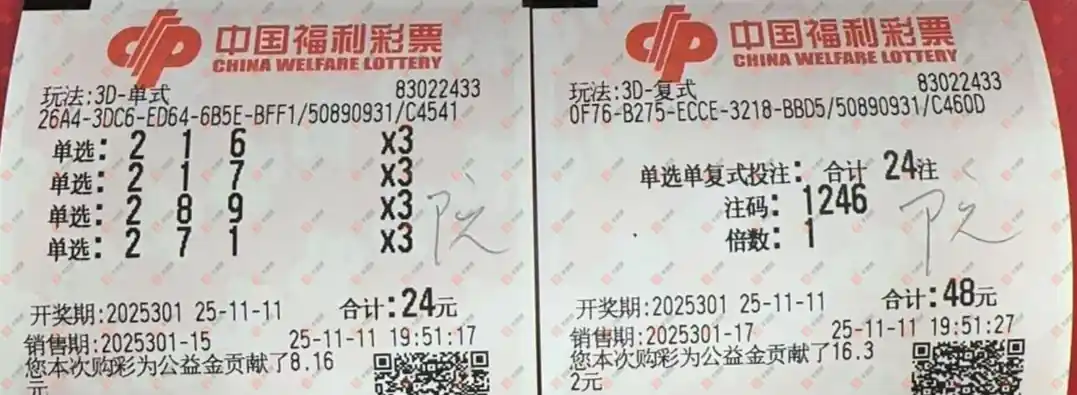 中国福利彩票
CHINA WELFARE LOTTERY
玩法:3D-单式 83022433
26A4-3DC6-ED64-6B5E-BFF1/50890931/C4541
单选: 2 1 6 x3
单选: 2 1 7 x3
单选: 2 8 9 x3
单选: 2 7 1 x3
开奖期:2025301 25-11-11 合计:24元
销售期:2025301-15 25-11-11 19:51:17
您本次购彩为公益金贡献了8.16
元
中国福利彩票
CHINA WELFARE LOTTERY
玩法:3D-复式 83022433
0F76-B275-ECCE-3218-BBD5/50890931/C460D
单选单复式投注: 合计 24注
注码: 1246
倍数: 1
开奖期:2025301 25-11-11 合计:48元
销售期:2025301-17 25-11-11 19:51:27
您本次购彩为公益金贡献了16.3
2元